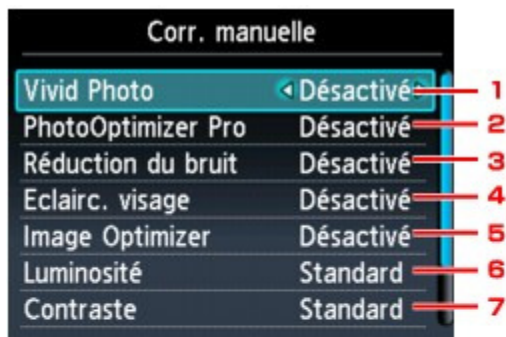 Corr. manuelle
Vivid Photo Désactivé 1
PhotoOptimizer Pro Désactivé 2
Réduction du bruit Désactivé 3
Eclairc. visage Désactivé 4
Image Optimizer Désactivé 5
Luminosité Standard 6
Contraste Standard 7